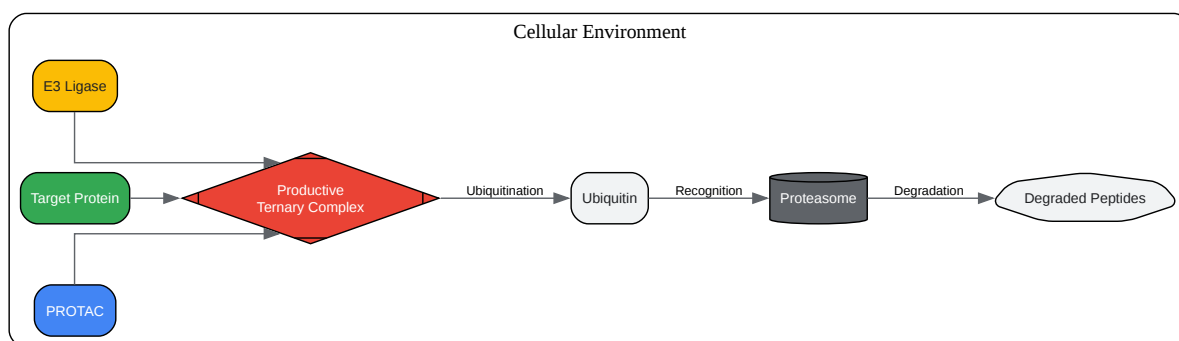 Cellular Environment
E3 Ligase
Target Protein
Productive
Ternary Complex
Ubiquitination
Ubiquitin
Recognition
Proteasome
Degradation
Degraded Peptides
PROTAC